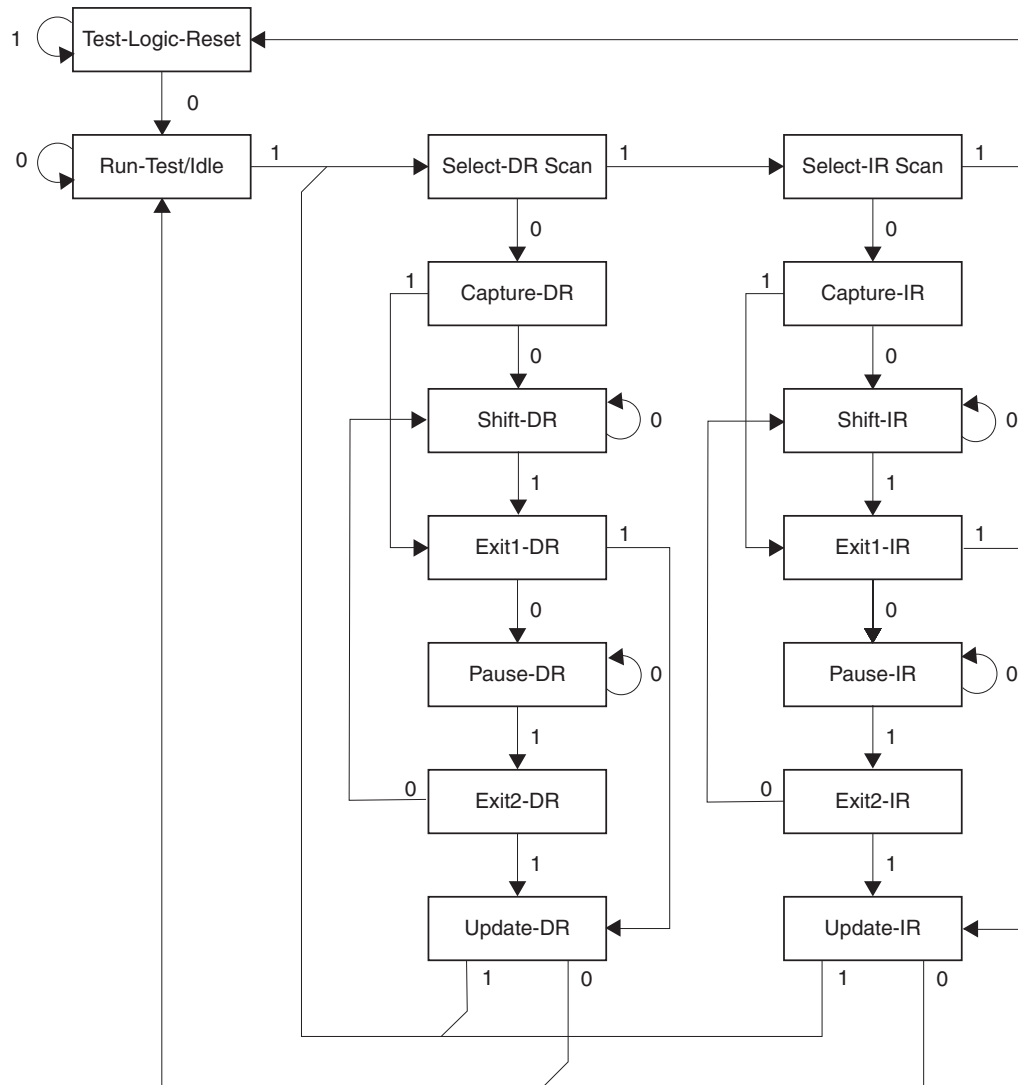 1 Test-Logic-Reset
0
0 Run-Test/Idle 1 Select-DR Scan 1 Select-IR Scan 1
0 0
1 Capture-DR 1 Capture-IR
0 0
Shift-DR 0 Shift-IR 0
1 1
Exit1-DR 1 Exit1-IR 1
0 0
Pause-DR 0 Pause-IR 0
1 1
0 Exit2-DR 0 Exit2-IR
1 1
Update-DR Update-IR
1 0 1 0